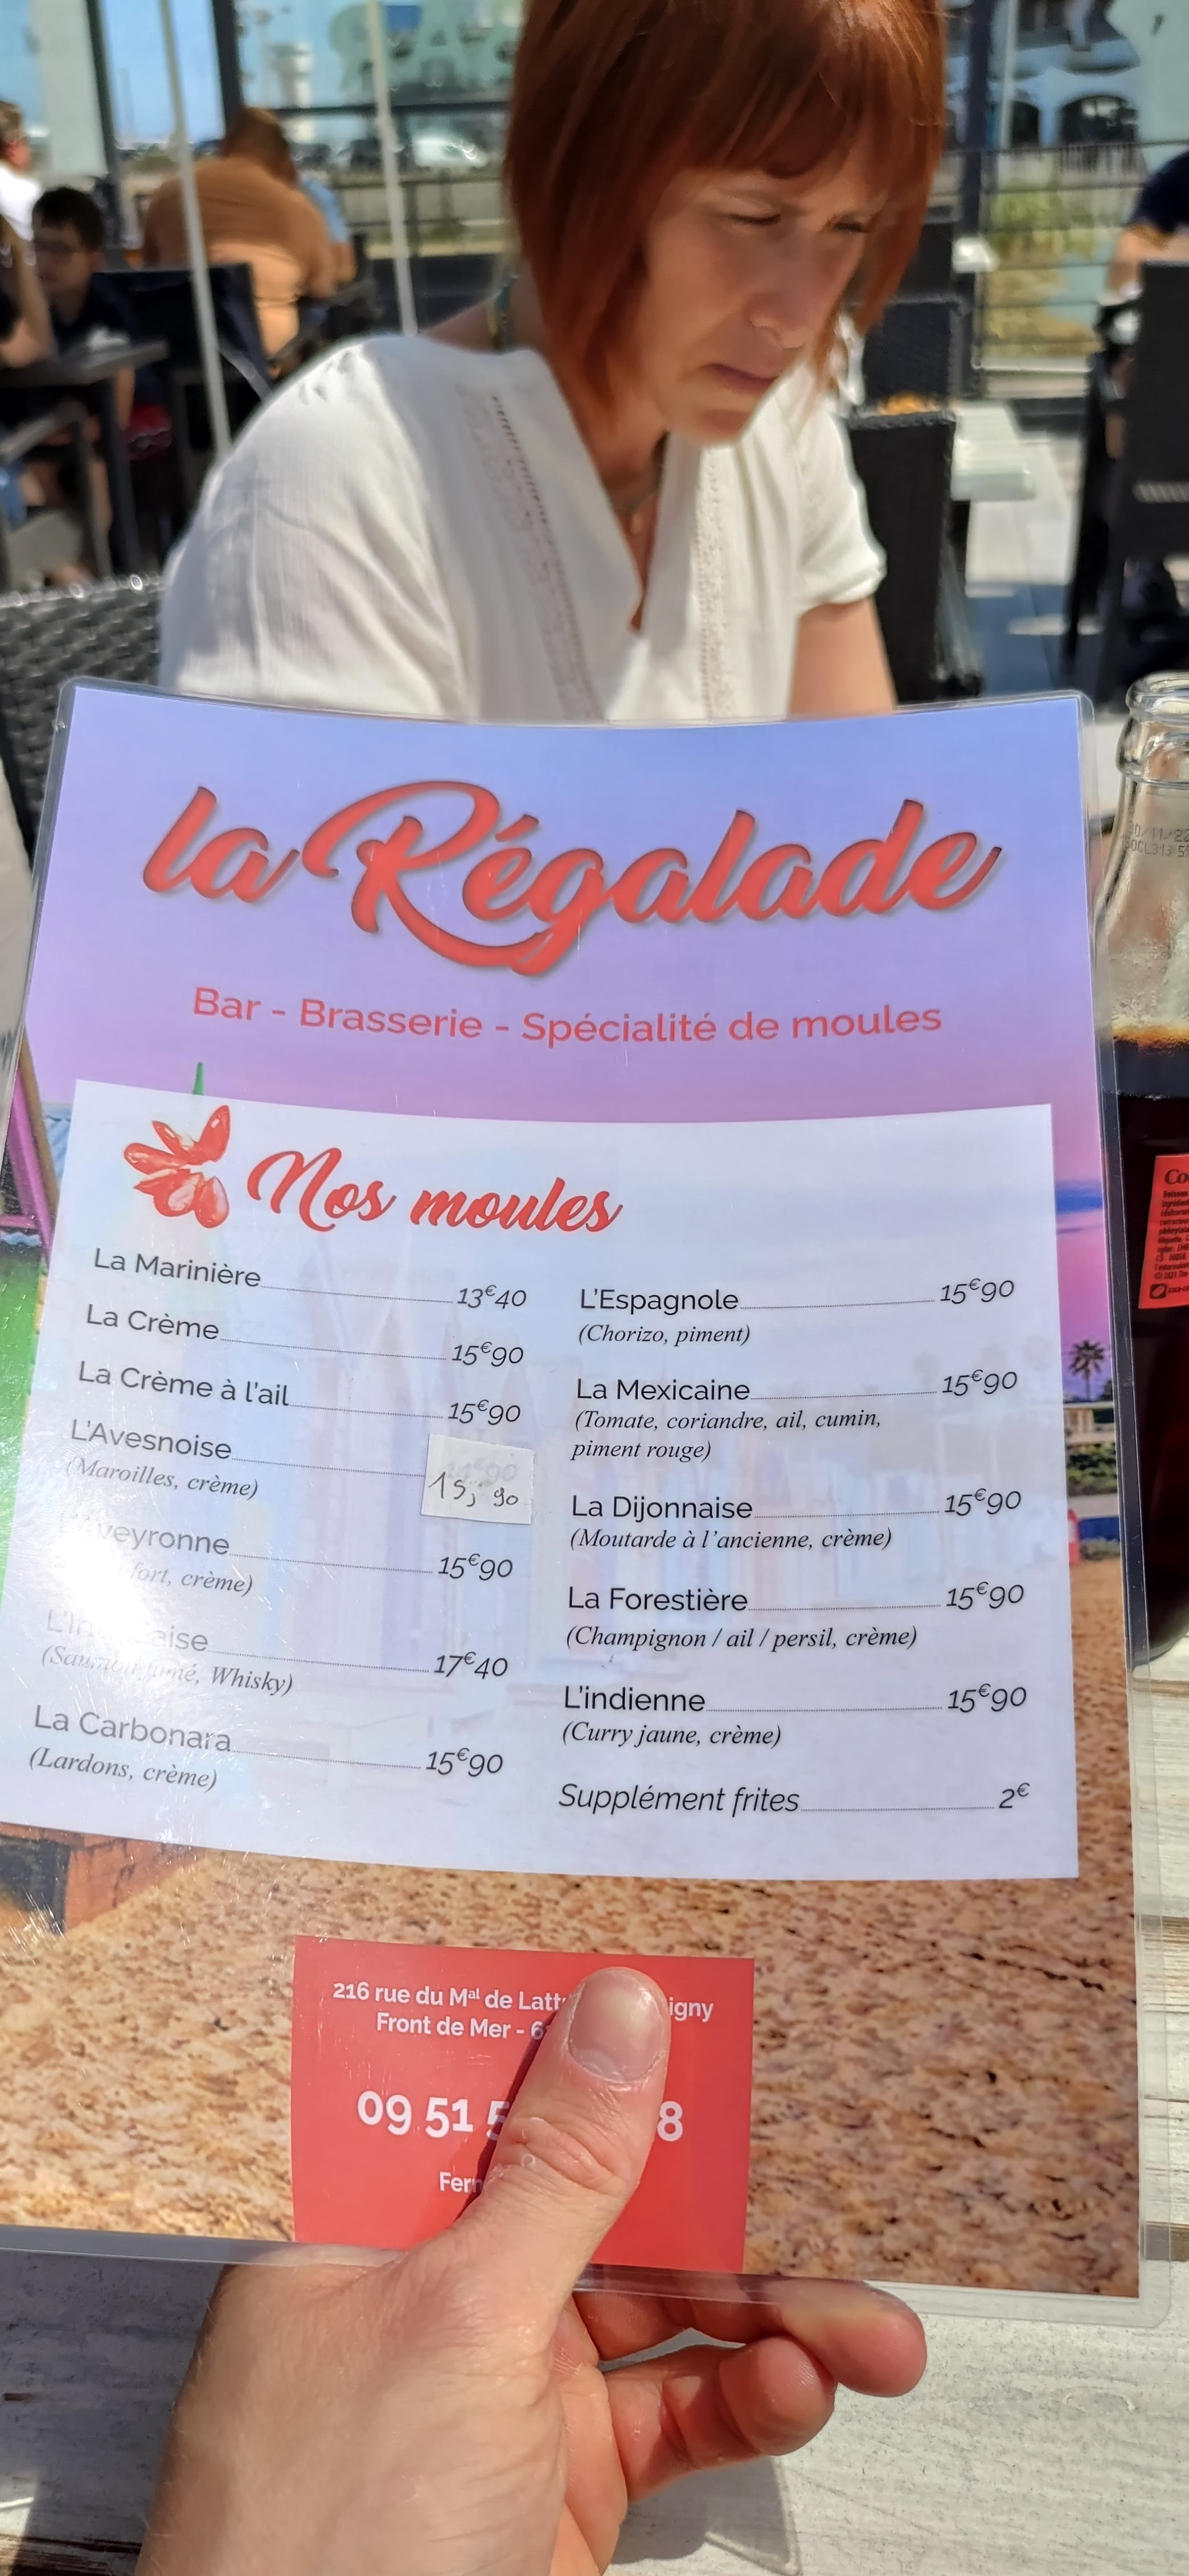 la Régalade
Bar - Brasserie - Spécialité de moules
Nos moules
La Marinière 13€40
La Crème 15€90
La Crème à l'ail 15€90
L'Avesnoise 15,90
(Maroilles, crème)
15€90
crème)
17€40
Whisky)
La Carbonara 15€90
(Lardons, crème)
L'Espagnole 15€90
(Chorizo, piment)
La Mexicaine 15€90
(Tomate, coriandre, ail, cumin,
piment rouge)
La Dijonnaise 15€90
(Moutarde à l'ancienne, crème)
La Forestière 15€90
(Champignon / ail / persil, crème)
L'indienne 15€90
(Curry jaune, crème)
Supplément frites 2€
216 rue du Mal de
Front de Mer -
09 51